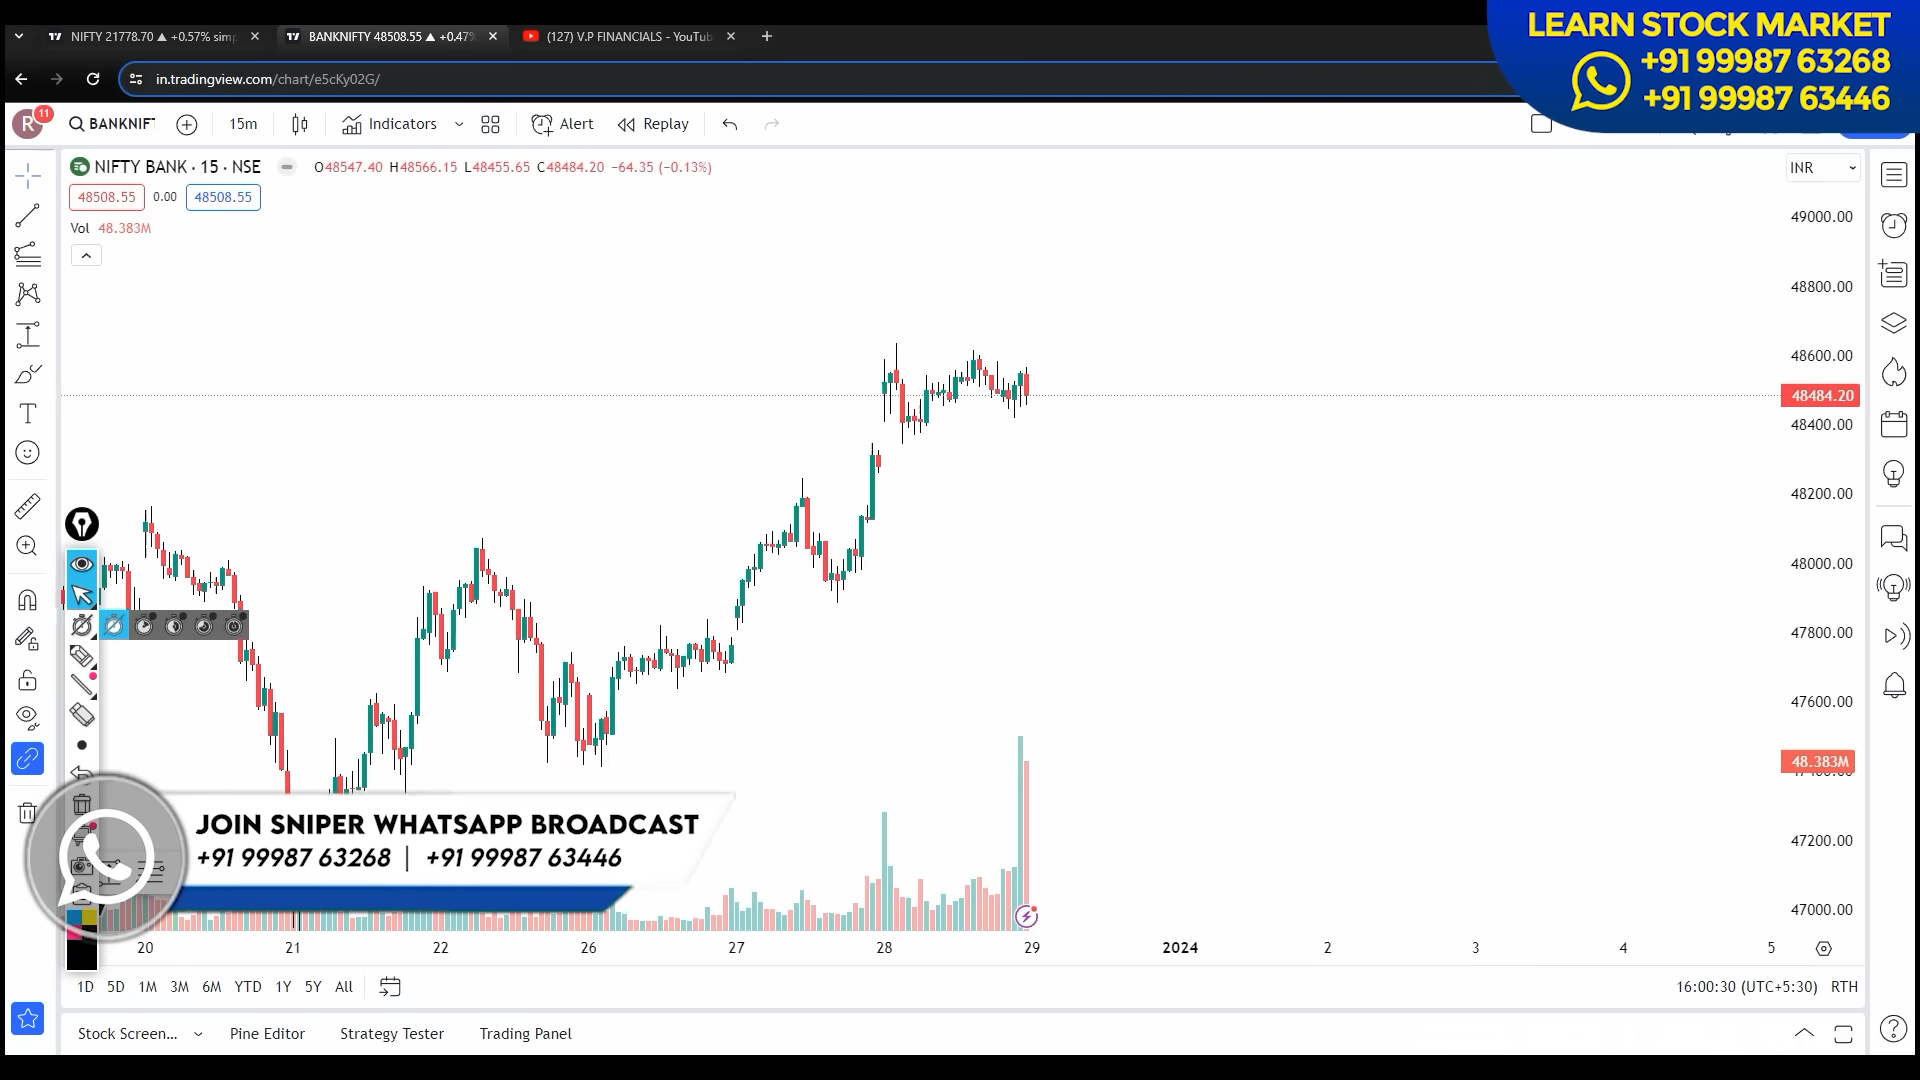 NIFTY 21778.70 ▲ +0.57% sim
BANKNIFTY 48508.55 ▲ +0.47%
(127) V.P FINANCIALS - YouTub
LEARN STOCK MARKET
+91 99987 63268
+91 99987 63446
in.tradingview.com/chart/e5cKy02G/
R
11
BANKNIFT
15m
Indicators
Alert
Replay
NIFTY BANK · 15 · NSE
O48547.40 H48566.15 L48455.65 C48484.20 −64.35 (−0.13%)
INR
48508.55
0.00
48508.55
Vol 48.383M
49000.00
48800.00
48600.00
48484.20
48400.00
48200.00
48000.00
47800.00
47600.00
48.383M
47200.00
47000.00
JOIN SNIPER WHATSAPP BROADCAST
+91 99987 63268 | +91 99987 63446
20 21 22 26 27 28 29 2024 2 3 4 5
1D 5D 1M 3M 6M YTD 1Y 5Y All
16:00:30 (UTC+5:30) RTH
Stock Screen... Pine Editor Strategy Tester Trading Panel